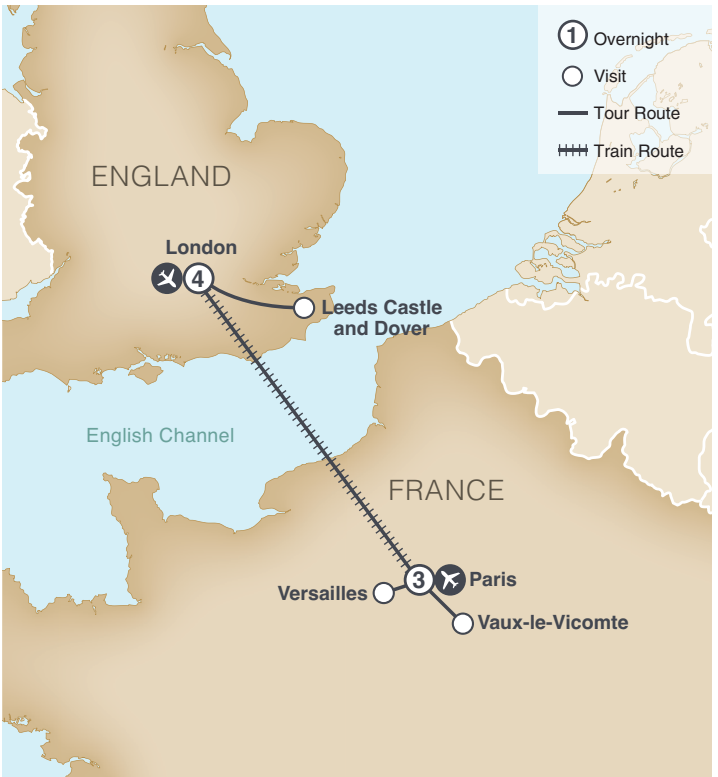 1 Overnight
Visit
Tour Route
Train Route
ENGLAND
London
4
Leeds Castle
and Dover
English Channel
FRANCE
3 Paris
Versailles
Vaux-le-Vicomte